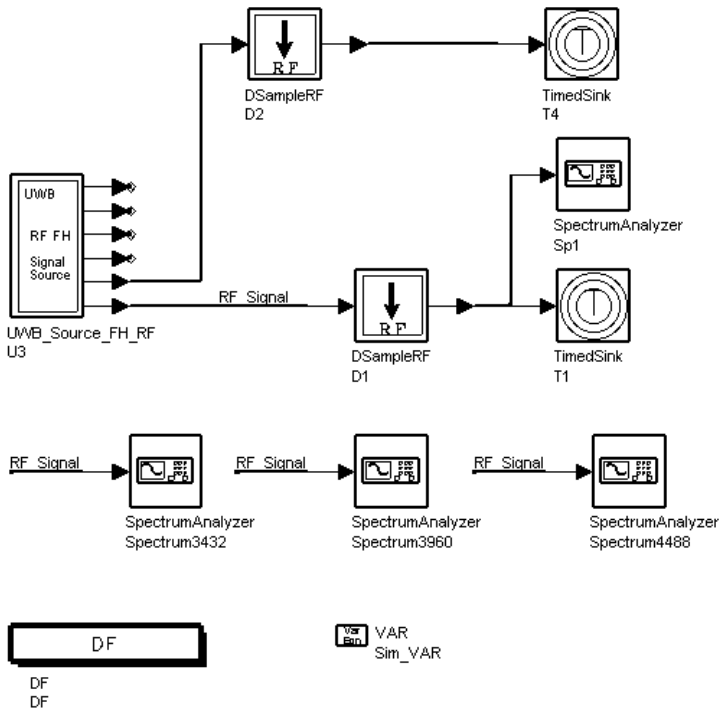 RF
DSampleRF
D2
T
TimedSink
T4
UWB
RF FH
Signal
Source
UWB_Source_FH_RF
U3
RF_Signal
RF
DSampleRF
D1
SpectrumAnalyzer
Sp1
T
TimedSink
T1
RF_Signal
SpectrumAnalyzer
Spectrum3432
RF_Signal
SpectrumAnalyzer
Spectrum3960
RF_Signal
SpectrumAnalyzer
Spectrum4488
DF
DF
DF
Var
Eqn
VAR
Sim_VAR